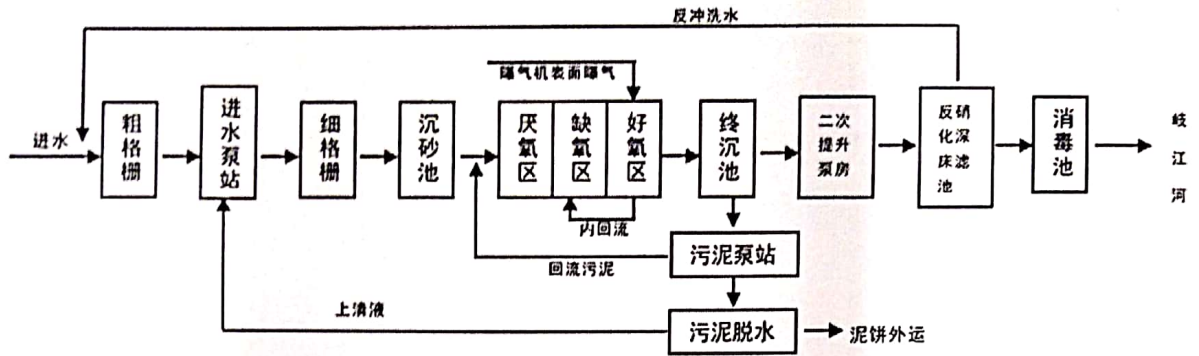 反冲洗水
曝气机表面曝气
进水
粗格栅
进水泵站
细格栅
沉砂池
厌氧区
缺氧区
好氧区
终沉池
二次
提升
泵房
反硝
化深
床滤
池
消毒池
岐江河
内回流
污泥泵站
回流污泥
上清液
污泥脱水
泥饼外运